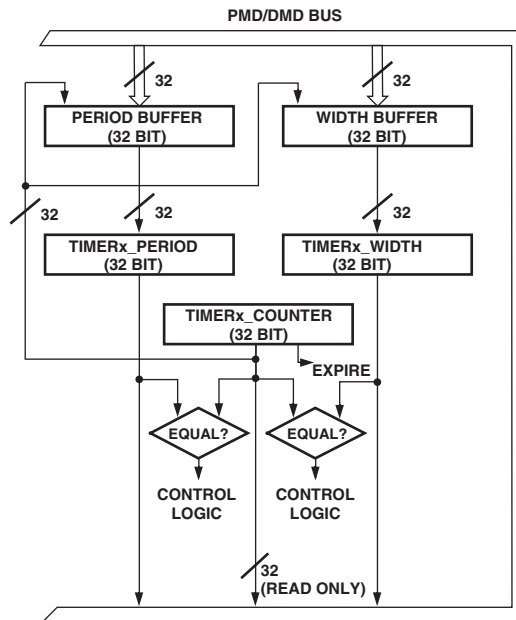 PMD/DMD BUS
32
32
PERIOD BUFFER
(32 BIT)
WIDTH BUFFER
(32 BIT)
32
32
32
TIMERx_PERIOD
(32 BIT)
TIMERx_WIDTH
(32 BIT)
TIMERx_COUNTER
(32 BIT)
EXPIRE
EQUAL?
EQUAL?
CONTROL
LOGIC
CONTROL
LOGIC
32
(READ ONLY)